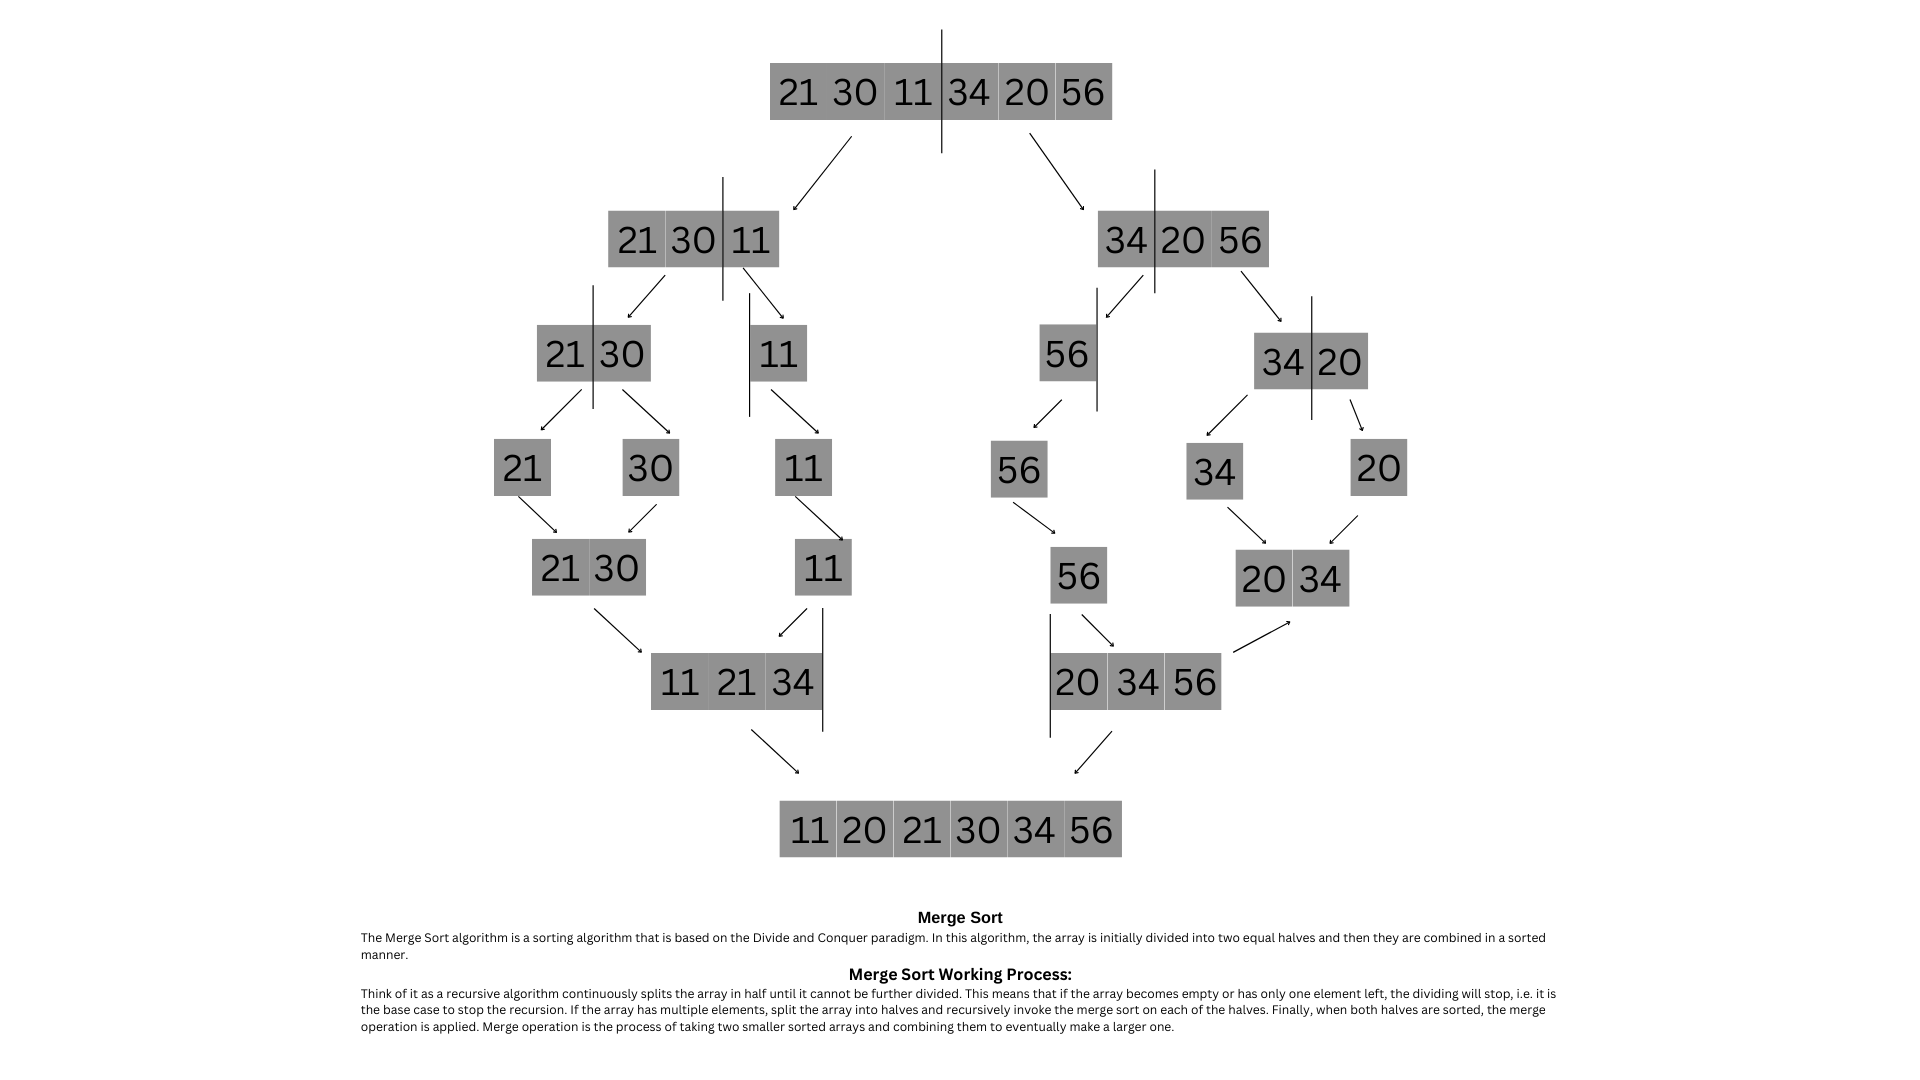 21 30 11 34 20 56
21 30 11
34 20 56
21 30
11
56
34 20
21
30
11
56
34
20
21 30
11
56
20 34
11 21 34
20 34 56
11 20 21 30 34 56
Merge Sort
The Merge Sort algorithm is a sorting algorithm that is based on the Divide and Conquer paradigm. In this algorithm, the array is initially divided into two equal halves and then they are combined in a sorted
manner.
Merge Sort Working Process:
Think of it as a recursive algorithm continuously splits the array in half until it cannot be further divided. This means that if the array becomes empty or has only one element left, the dividing will stop, i.e. it is
the base case to stop the recursion. If the array has multiple elements, split the array into halves and recursively invoke the merge sort on each of the halves. Finally, when both halves are sorted, the merge
operation is applied. Merge operation is the process of taking two smaller sorted arrays and combining them to eventually make a larger one.